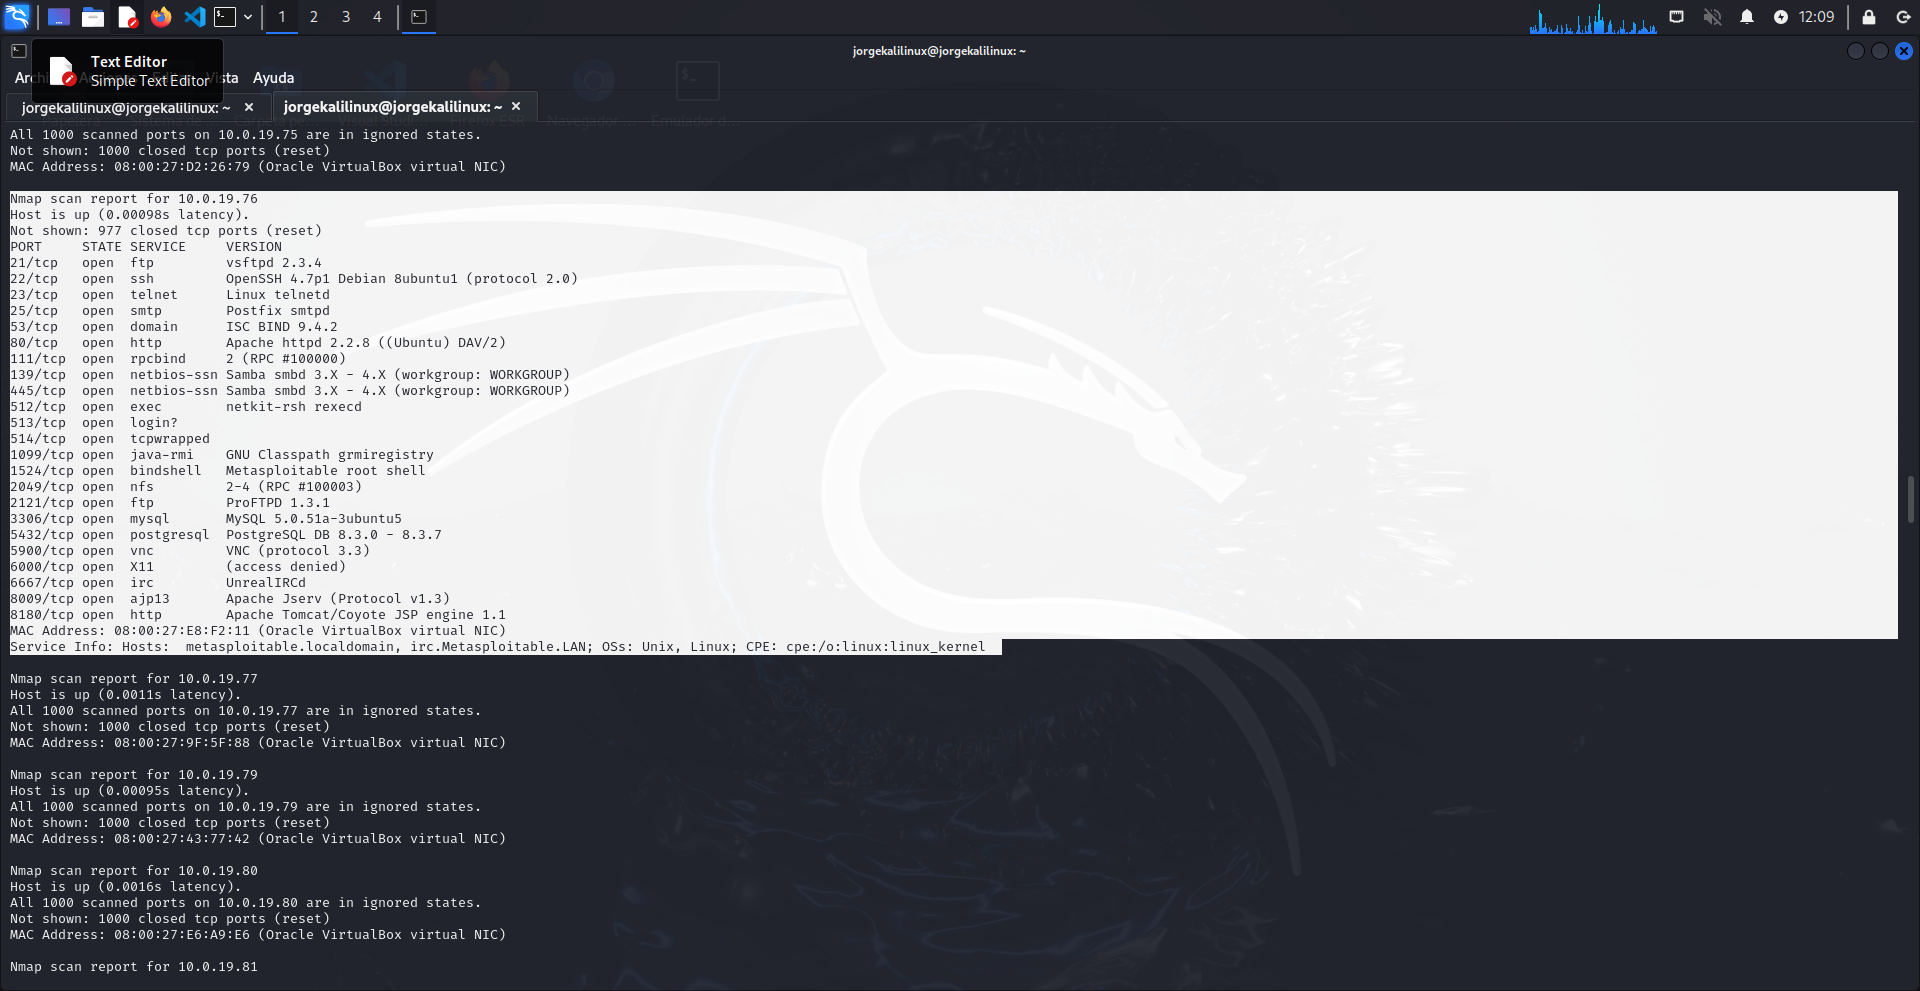 1 2 3 4
12:09
jorgekalilinux@jorgekalilinux: ~
Text Editor
Simple Text Editor
Vista Ayuda
jorgekalilinux@jorgekalilinux: ~
jorgekalilinux@jorgekalilinux: ~
All 1000 scanned ports on 10.0.19.75 are in ignored states.
Not shown: 1000 closed tcp ports (reset)
MAC Address: 08:00:27:D2:26:79 (Oracle VirtualBox virtual NIC)
Nmap scan report for 10.0.19.76
Host is up (0.00098s latency).
Not shown: 977 closed tcp ports (reset)
PORT     STATE SERVICE     VERSION
21/tcp   open  ftp         vsftpd 2.3.4
22/tcp   open  ssh         OpenSSH 4.7p1 Debian 8ubuntu1 (protocol 2.0)
23/tcp   open  telnet      Linux telnetd
25/tcp   open  smtp        Postfix smtpd
53/tcp   open  domain      ISC BIND 9.4.2
80/tcp   open  http        Apache httpd 2.2.8 ((Ubuntu) DAV/2)
111/tcp  open  rpcbind     2 (RPC #100000)
139/tcp  open  netbios-ssn Samba smbd 3.X - 4.X (workgroup: WORKGROUP)
445/tcp  open  netbios-ssn Samba smbd 3.X - 4.X (workgroup: WORKGROUP)
512/tcp  open  exec        netkit-rsh rexecd
513/tcp  open  login?
514/tcp  open  tcpwrapped
1099/tcp open  java-rmi    GNU Classpath grmiregistry
1524/tcp open  bindshell   Metasploitable root shell
2049/tcp open  nfs         2-4 (RPC #100003)
2121/tcp open  ftp         ProFTPD 1.3.1
3306/tcp open  mysql       MySQL 5.0.51a-3ubuntu5
5432/tcp open  postgresql  PostgreSQL DB 8.3.0 - 8.3.7
5900/tcp open  vnc         VNC (protocol 3.3)
6000/tcp open  X11         (access denied)
6667/tcp open  irc         UnrealIRCd
8009/tcp open  ajp13       Apache Jserv (Protocol v1.3)
8180/tcp open  http        Apache Tomcat/Coyote JSP engine 1.1
MAC Address: 08:00:27:E8:F2:11 (Oracle VirtualBox virtual NIC)
Service Info: Hosts:  metasploitable.localdomain, irc.Metasploitable.LAN; OSs: Unix, Linux; CPE: cpe:/o:linux:linux_kernel
Nmap scan report for 10.0.19.77
Host is up (0.0011s latency).
All 1000 scanned ports on 10.0.19.77 are in ignored states.
Not shown: 1000 closed tcp ports (reset)
MAC Address: 08:00:27:9F:5F:88 (Oracle VirtualBox virtual NIC)
Nmap scan report for 10.0.19.79
Host is up (0.00095s latency).
All 1000 scanned ports on 10.0.19.79 are in ignored states.
Not shown: 1000 closed tcp ports (reset)
MAC Address: 08:00:27:43:77:42 (Oracle VirtualBox virtual NIC)
Nmap scan report for 10.0.19.80
Host is up (0.0016s latency).
All 1000 scanned ports on 10.0.19.80 are in ignored states.
Not shown: 1000 closed tcp ports (reset)
MAC Address: 08:00:27:E6:A9:E6 (Oracle VirtualBox virtual NIC)
Nmap scan report for 10.0.19.81